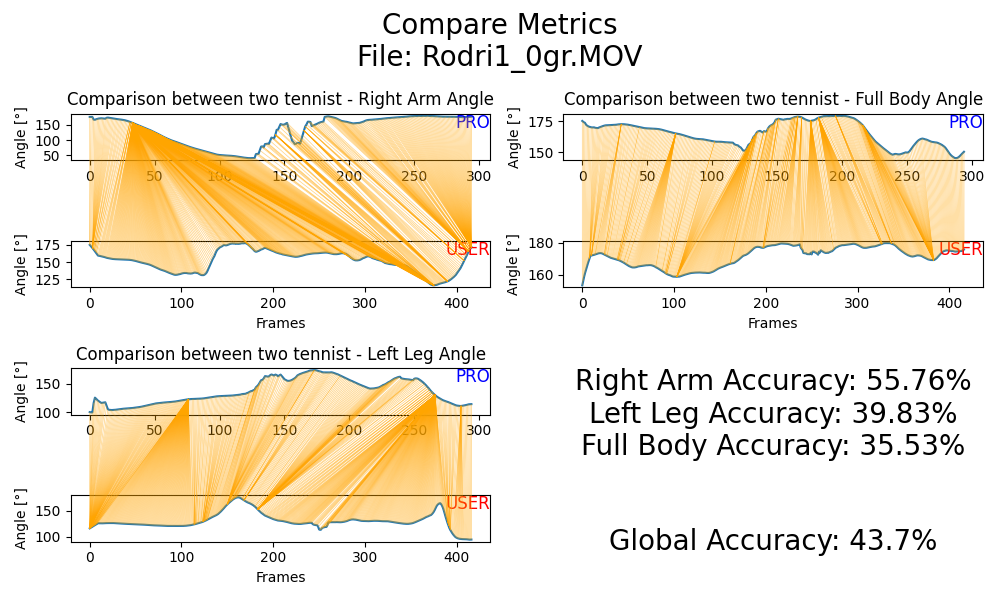 Compare Metrics
File: Rodri1_0gr.MOV
Comparison between two tennist - Right Arm Angle
Angle [°]
150
100
50
PRO
0 50 100 150 200 250 300
Angle [°]
175
150
125
USER
0 100 200 300 400
Frames
Comparison between two tennist - Full Body Angle
Angle [°]
175
150
PRO
0 50 100 150 200 250 300
Angle [°]
180
160
USER
0 100 200 300 400
Frames
Comparison between two tennist - Left Leg Angle
Angle [°]
150
100
PRO
0 50 100 150 200 250 300
Angle [°]
150
100
USER
0 100 200 300 400
Frames
Right Arm Accuracy: 55.76%
Left Leg Accuracy: 39.83%
Full Body Accuracy: 35.53%
Global Accuracy: 43.7%